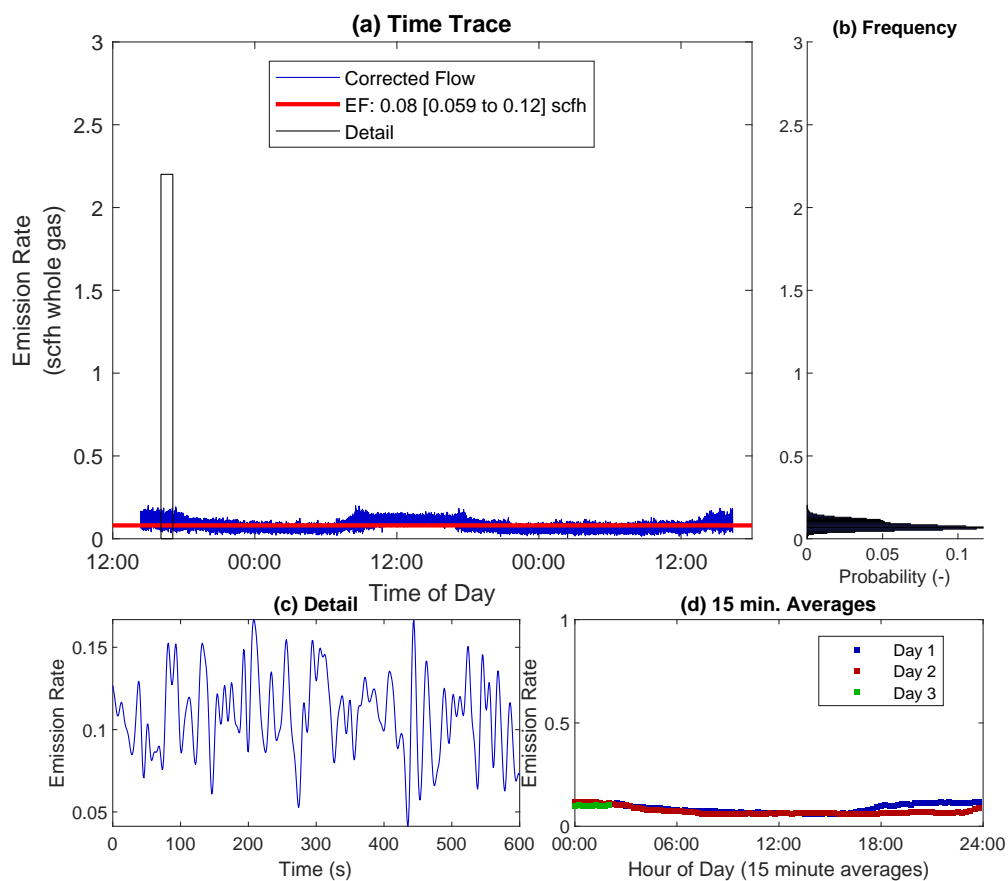 (a) Time Trace
3
2.5
2
1.5
1
0.5
0
Emission Rate
(scfh whole gas)
Corrected Flow
EF: 0.08 [0.059 to 0.12] scfh
Detail
12:00
00:00
12:00
00:00
12:00
Time of Day
(b) Frequency
3
2.5
2
1.5
1
0.5
0
0
0.05
0.1
Probability (-)
(c) Detail
0.15
0.1
0.05
Emission Rate
0
100
200
300
400
500
600
Time (s)
(d) 15 min. Averages
1
0.5
0
Emission Rate
Day 1
Day 2
Day 3
00:00
06:00
12:00
18:00
24:00
Hour of Day (15 minute averages)